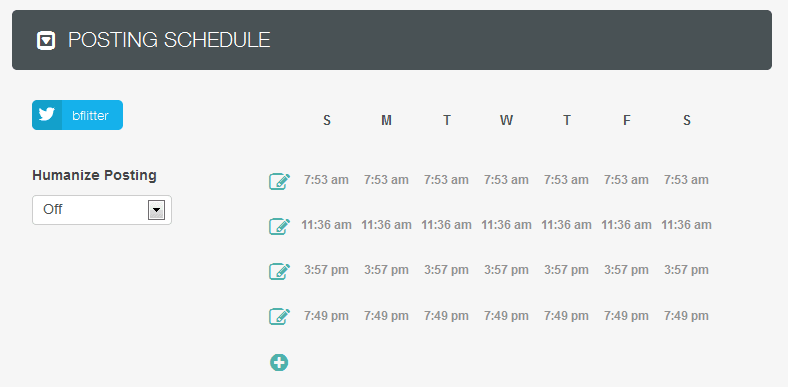 POSTING SCHEDULE
bflitter
S M T W T F S
Humanize Posting
Off
7:53 am 7:53 am 7:53 am 7:53 am 7:53 am 7:53 am 7:53 am
11:36 am 11:36 am 11:36 am 11:36 am 11:36 am 11:36 am 11:36 am
3:57 pm 3:57 pm 3:57 pm 3:57 pm 3:57 pm 3:57 pm 3:57 pm
7:49 pm 7:49 pm 7:49 pm 7:49 pm 7:49 pm 7:49 pm 7:49 pm